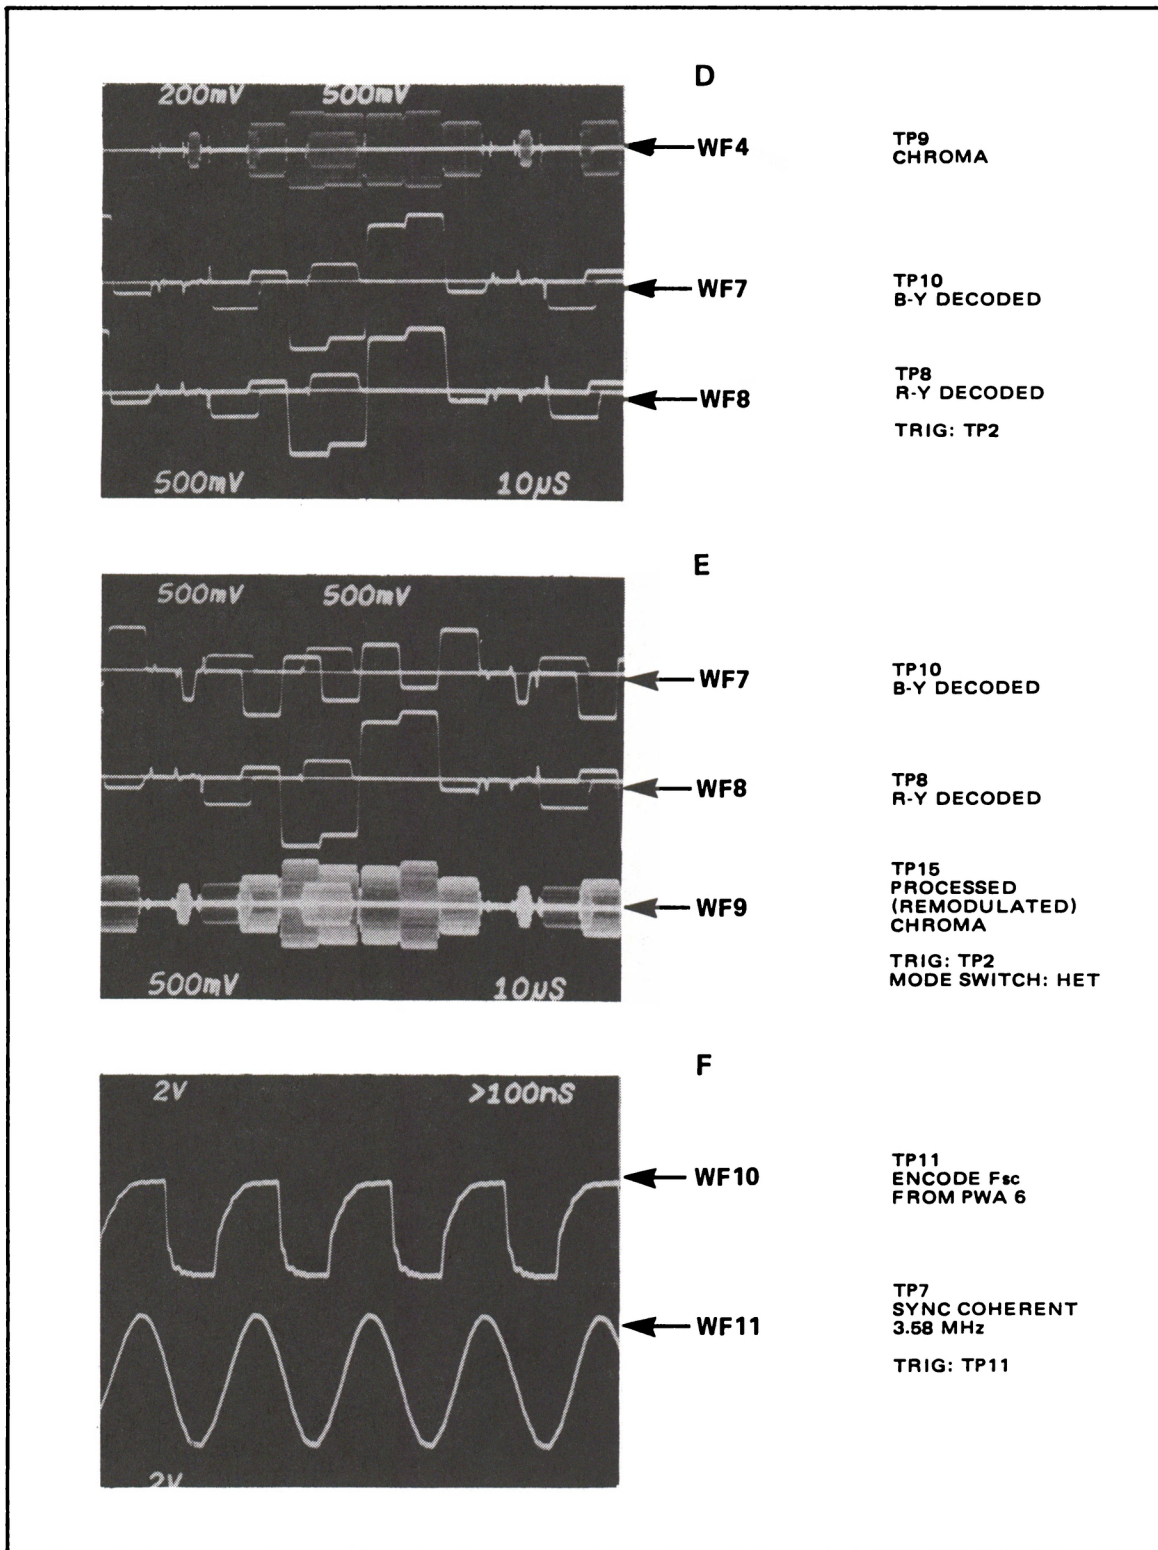 D
200mV 500mV
WF4
TP9
CHROMA
WF7
TP10
B-Y DECODED
WF8
TP8
R-Y DECODED
TRIG: TP2
500mV 10µS
E
500mV 500mV
WF7
TP10
B-Y DECODED
WF8
TP8
R-Y DECODED
WF9
TP15
PROCESSED
(REMODULATED)
CHROMA
TRIG: TP2
MODE SWITCH: HET
500mV 10µS
F
2V >100nS
WF10
TP11
ENCODE Fsc
FROM PWA 6
WF11
TP7
SYNC COHERENT
3.58 MHz
TRIG: TP11
2V